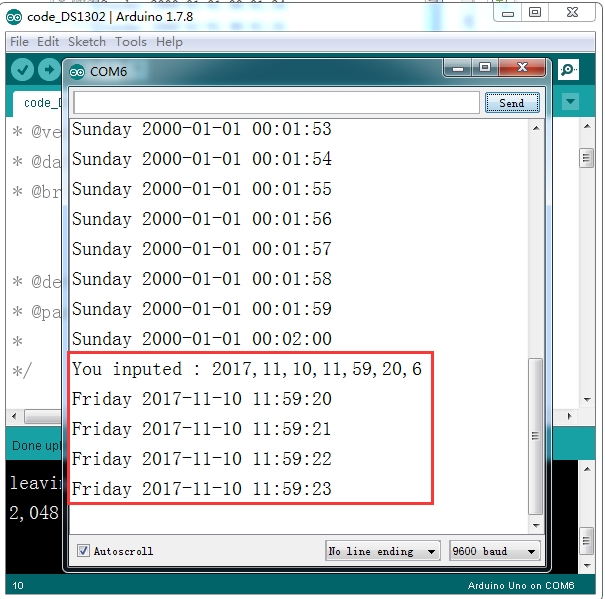 code_DS1302 | Arduino 1.7.8
File Edit Sketch Tools Help
COM6
Send
code_D
* @ve
* @da
* @br
* @de
* @pa
*
*/
Sunday 2000-01-01 00:01:53
Sunday 2000-01-01 00:01:54
Sunday 2000-01-01 00:01:55
Sunday 2000-01-01 00:01:56
Sunday 2000-01-01 00:01:57
Sunday 2000-01-01 00:01:58
Sunday 2000-01-01 00:01:59
Sunday 2000-01-01 00:02:00
You inputed : 2017,11,10,11,59,20,6
Friday 2017-11-10 11:59:20
Friday 2017-11-10 11:59:21
Friday 2017-11-10 11:59:22
Friday 2017-11-10 11:59:23
Done upl
leavin
2,048
Autoscroll
No line ending
9600 baud
10
Arduino Uno on COM6